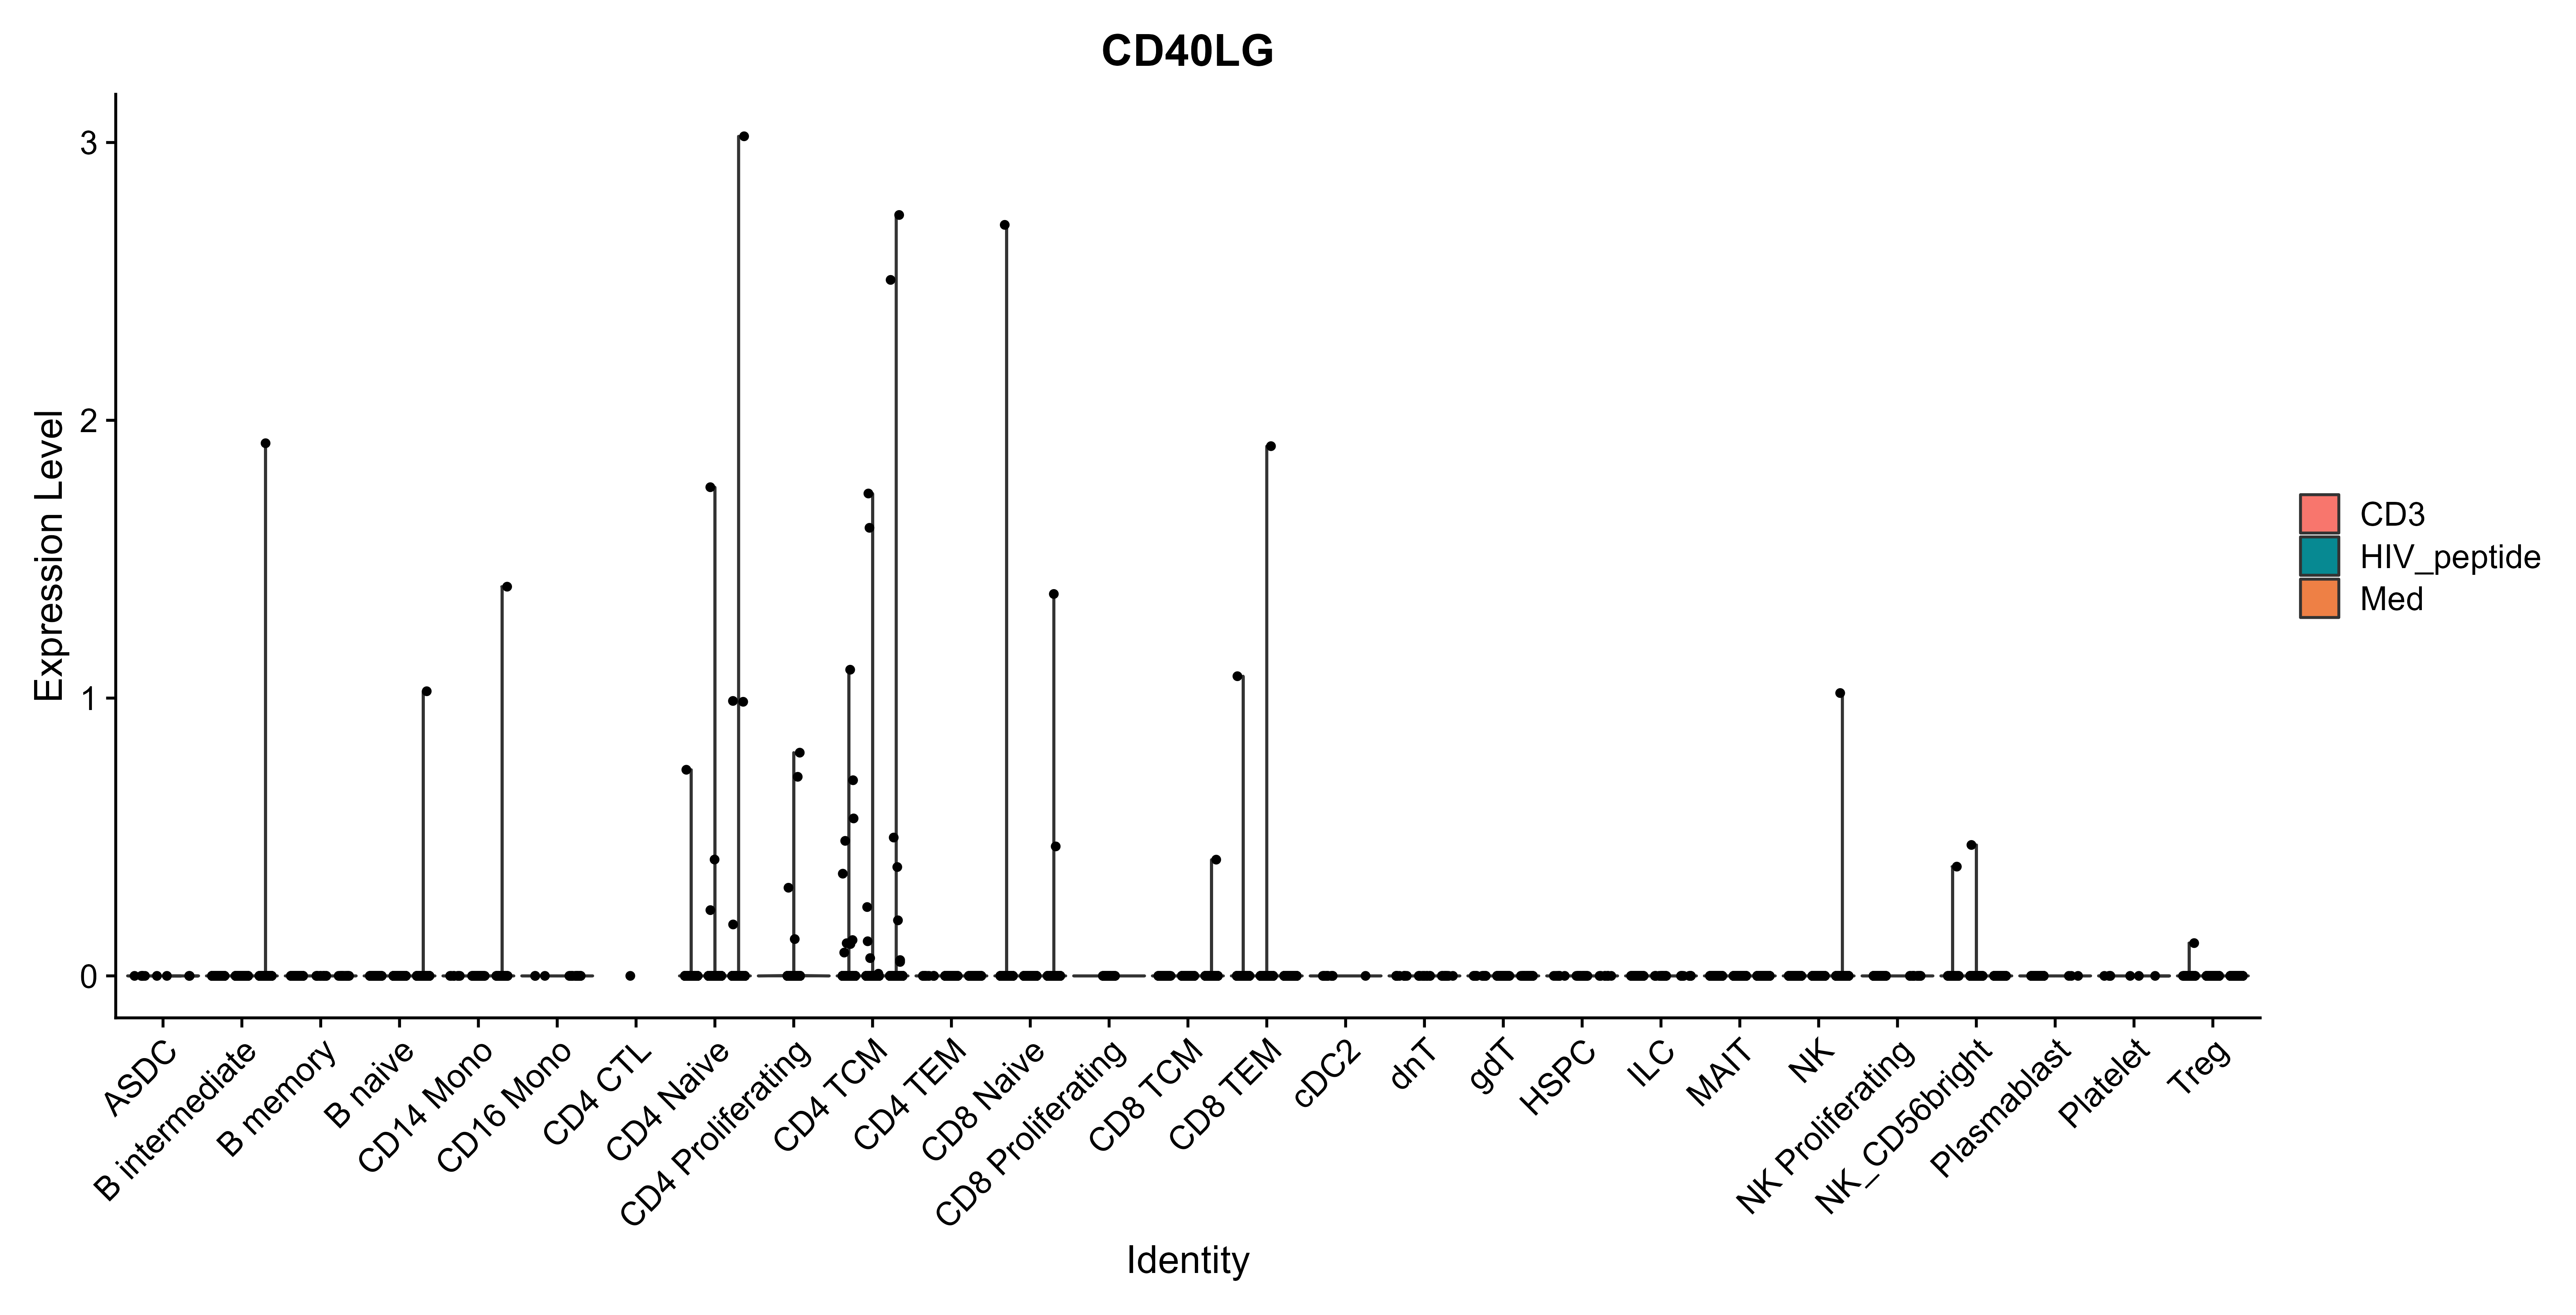 CD40LG
Expression Level
3
2
1
0
ASDC
B intermediate
B memory
B naive
CD14 Mono
CD16 Mono
CD4 CTL
CD4 Naive
CD4 Proliferating
CD4 TCM
CD4 TEM
CD8 Naive
CD8 Proliferating
CD8 TCM
CD8 TEM
cDC2
dnT
gdT
HSPC
ILC
MAIT
NK
NK Proliferating
NK_CD56bright
Plasmablast
Platelet
Treg
Identity
CD3
HIV_peptide
Med